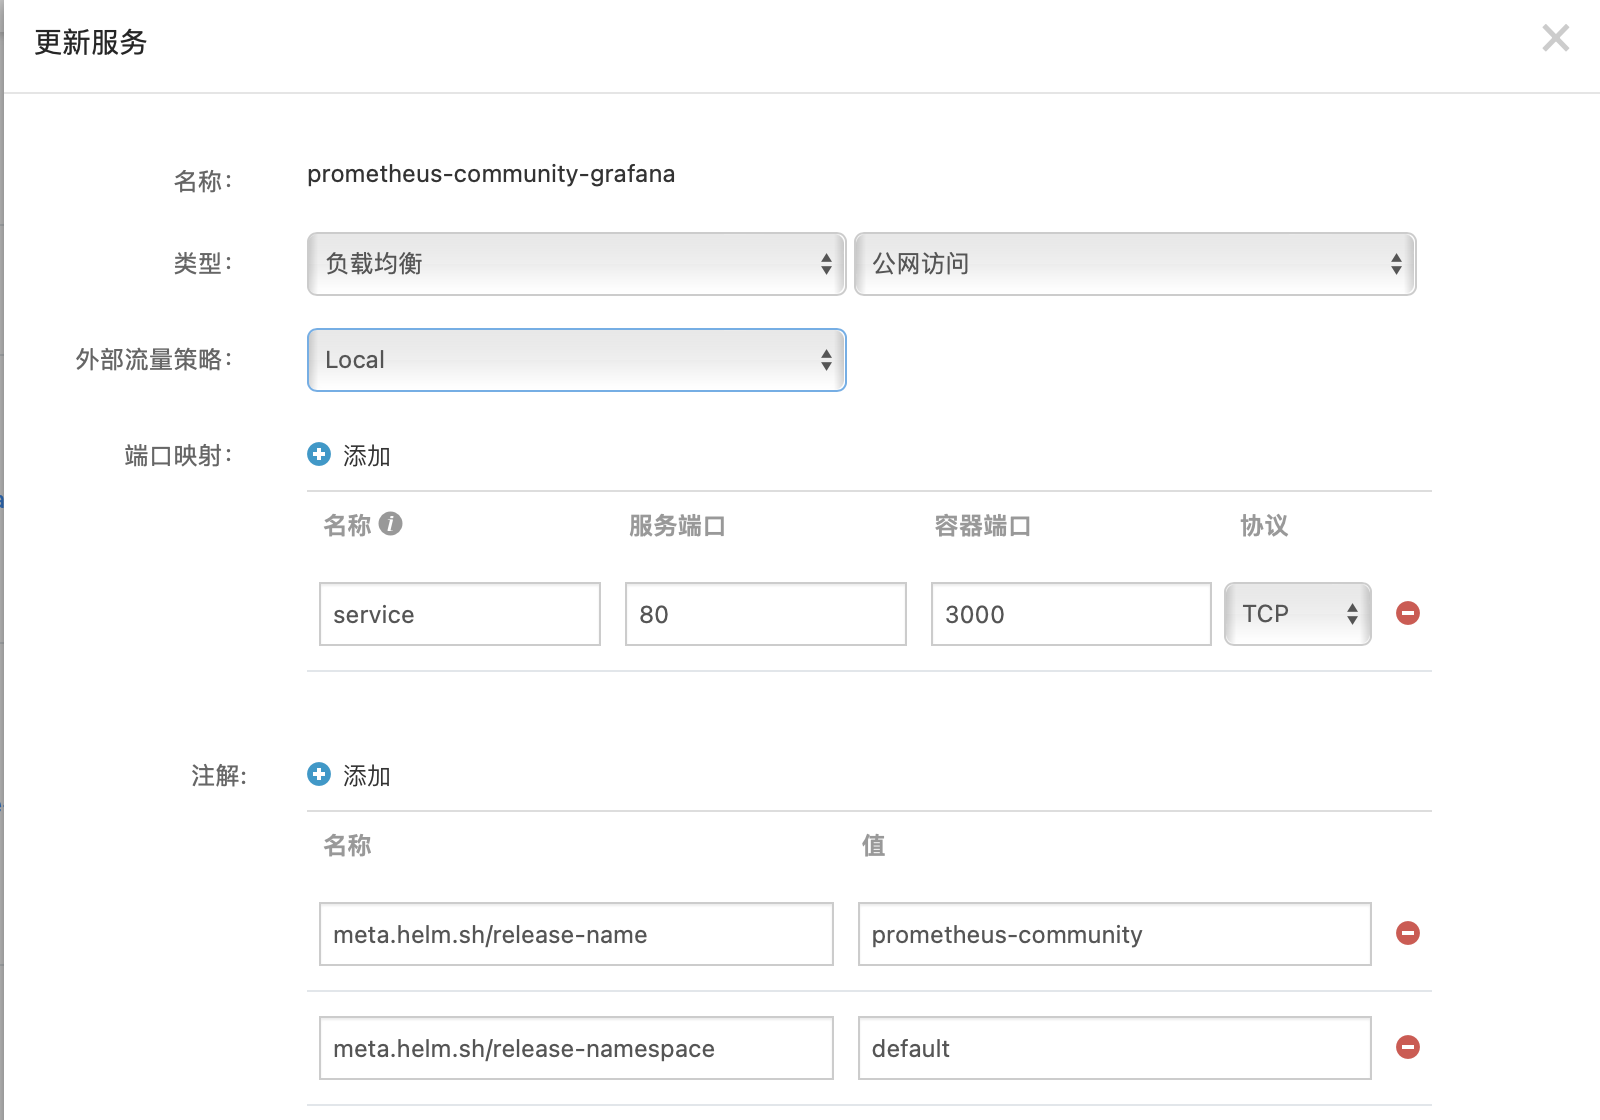 更新服务
名称：
prometheus-community-grafana
类型：
负载均衡
公网访问
外部流量策略：
Local
端口映射：
添加
名称
服务端口
容器端口
协议
service
80
3000
TCP
注解:
添加
名称
值
meta.helm.sh/release-name
prometheus-community
meta.helm.sh/release-namespace
default